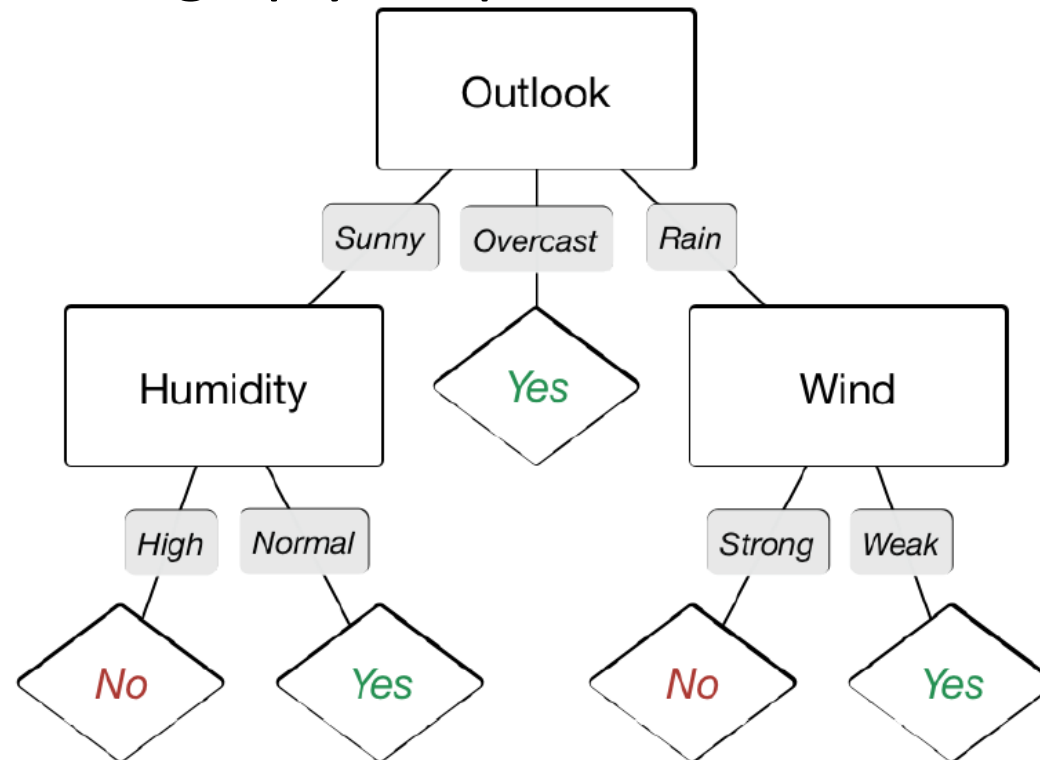 Outlook
Sunny Overcast Rain
Humidity Yes Wind
High Normal Strong Weak
No Yes No Yes